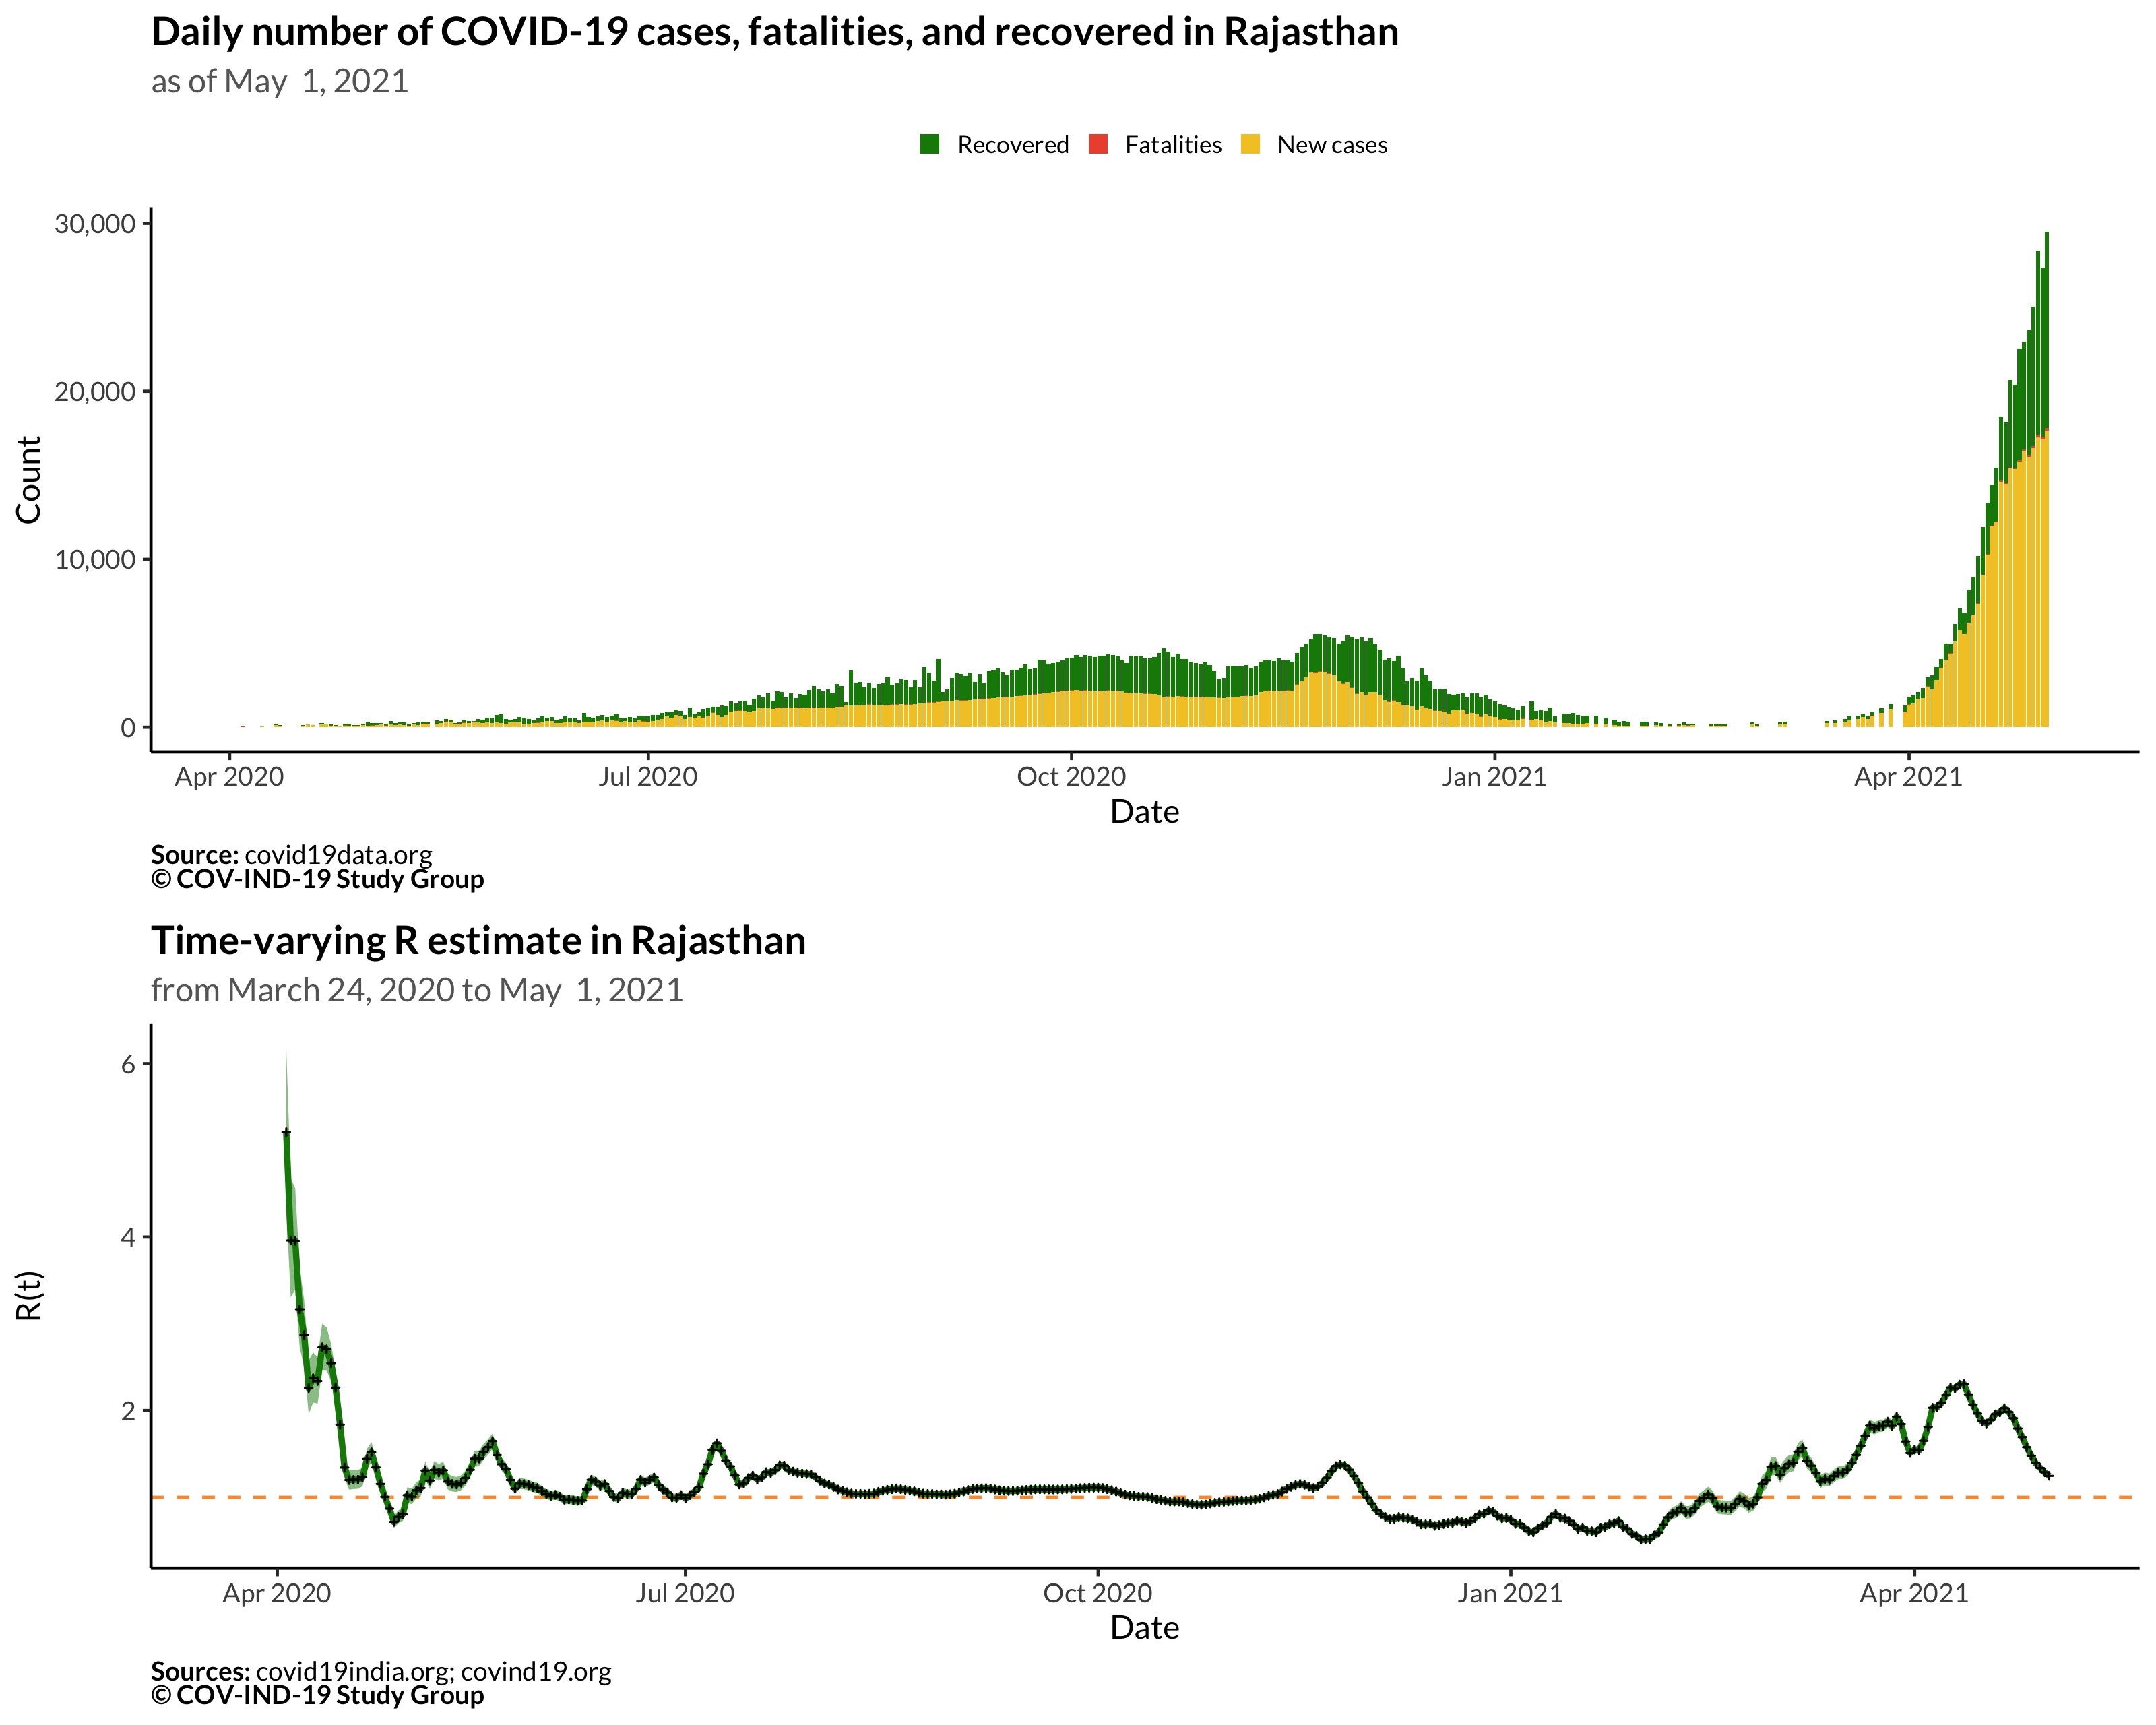 Daily number of COVID-19 cases, fatalities, and recovered in Rajasthan
as of May  1, 2021
Recovered Fatalities New cases
30,000
20,000
10,000
0
Count
Apr 2020 Jul 2020 Oct 2020 Jan 2021 Apr 2021
Date
Source: covid19data.org
© COV-IND-19 Study Group
Time-varying R estimate in Rajasthan
from March 24, 2020 to May  1, 2021
6
4
2
R(t)
Apr 2020 Jul 2020 Oct 2020 Jan 2021 Apr 2021
Date
Sources: covid19india.org; covind19.org
© COV-IND-19 Study Group